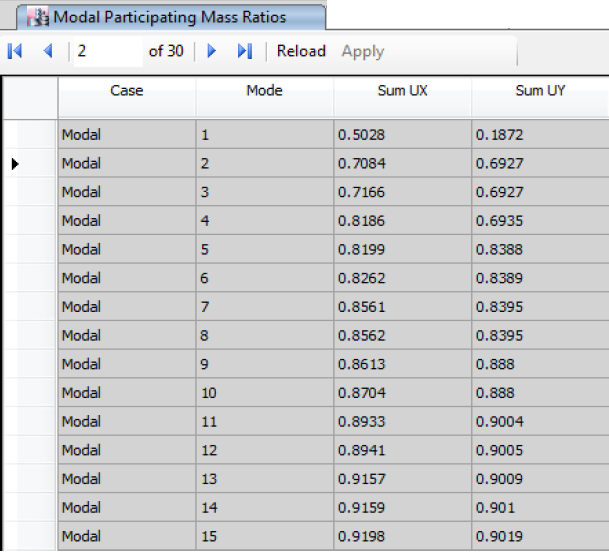 Modal Participating Mass Ratios
2 of 30 Reload Apply
Case Mode Sum UX Sum UY
Modal 1 0.5028 0.1872
Modal 2 0.7084 0.6927
Modal 3 0.7166 0.6927
Modal 4 0.8186 0.6935
Modal 5 0.8199 0.8388
Modal 6 0.8262 0.8389
Modal 7 0.8561 0.8395
Modal 8 0.8562 0.8395
Modal 9 0.8613 0.888
Modal 10 0.8704 0.888
Modal 11 0.8933 0.9004
Modal 12 0.8941 0.9005
Modal 13 0.9157 0.9009
Modal 14 0.9159 0.901
Modal 15 0.9198 0.9019